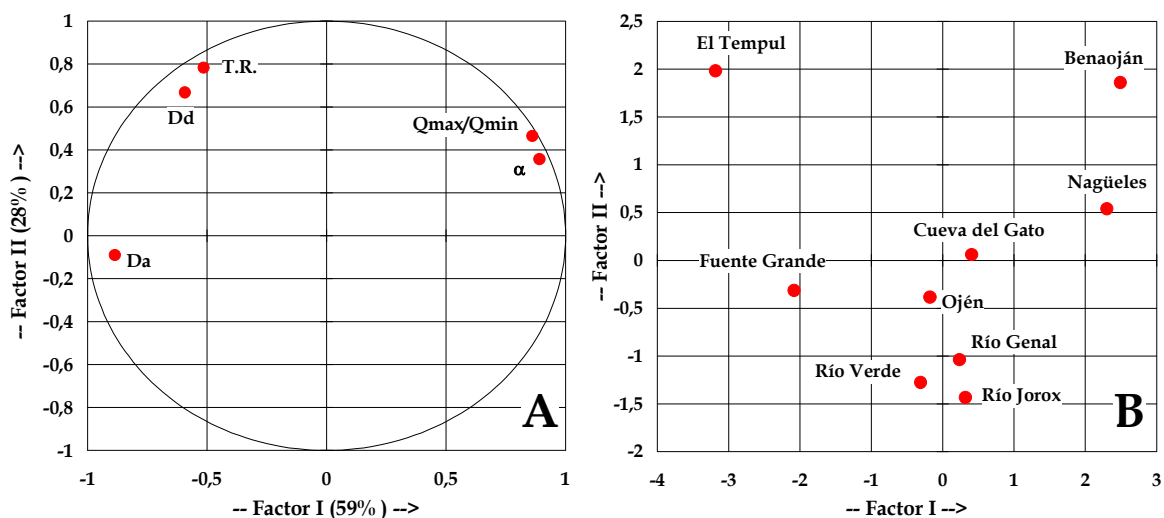 1
0,8
0,6
0,4
0,2
0
-0,2
-0,4
-0,6
-0,8
-1
-1
-0,5
0
0,5
1
-- Factor II (28% ) -->
-- Factor I (59% ) -->
T.R.
Dd
Qmax/Qmin
α
Da
A
2,5
2
1,5
1
0,5
0
-0,5
-1
-1,5
-2
-4
-3
-2
-1
0
1
2
3
-- Factor II -->
-- Factor I -->
El Tempul
Benaoján
Nagüeles
Cueva del Gato
Fuente Grande
Ojén
Río Genal
Río Verde
Río Jorox
B